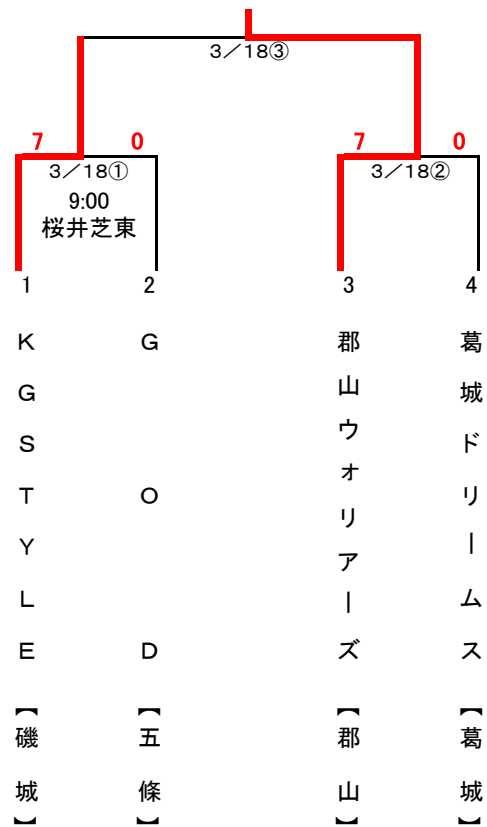 3/18③
7 0
7 0
3/18①
3/18②
9:00
桜井芝東
1
2
3
4
KGSTYLE【磯城】
GOD【五條】
郡山ウォリアーズ【郡山】
葛城ドリームス【葛城】